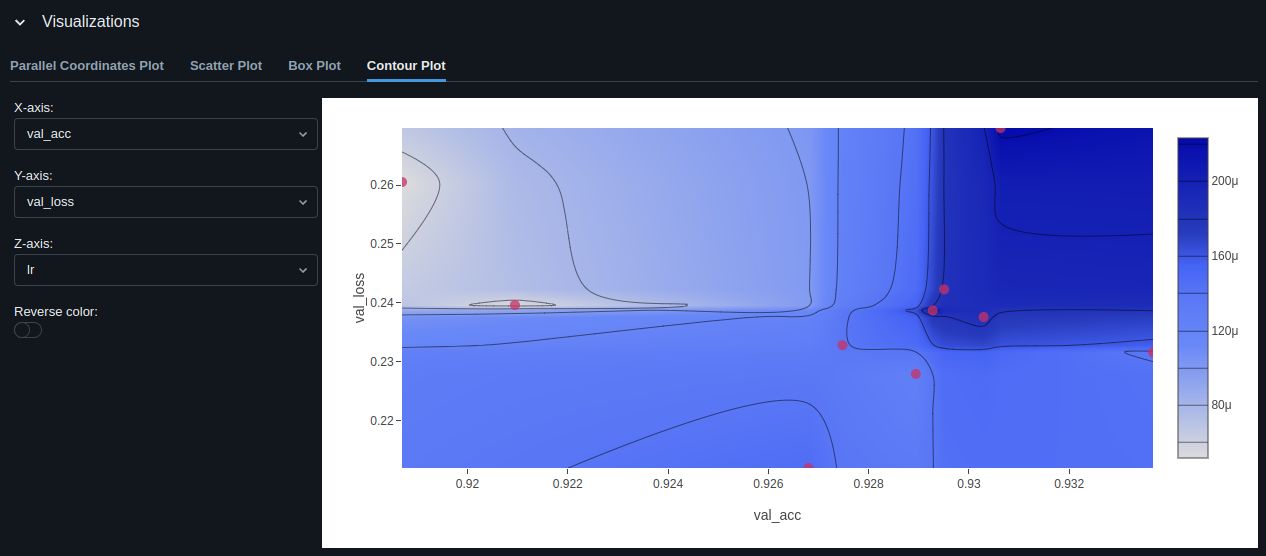 Visualizations
Parallel Coordinates Plot Scatter Plot Box Plot Contour Plot
X-axis:
val_acc
Y-axis:
val_loss
Z-axis:
lr
Reverse color:
0.26
0.25
0.24
0.23
0.22
val_loss
0.92 0.922 0.924 0.926 0.928 0.93 0.932
val_acc
200μ
160μ
120μ
80μ